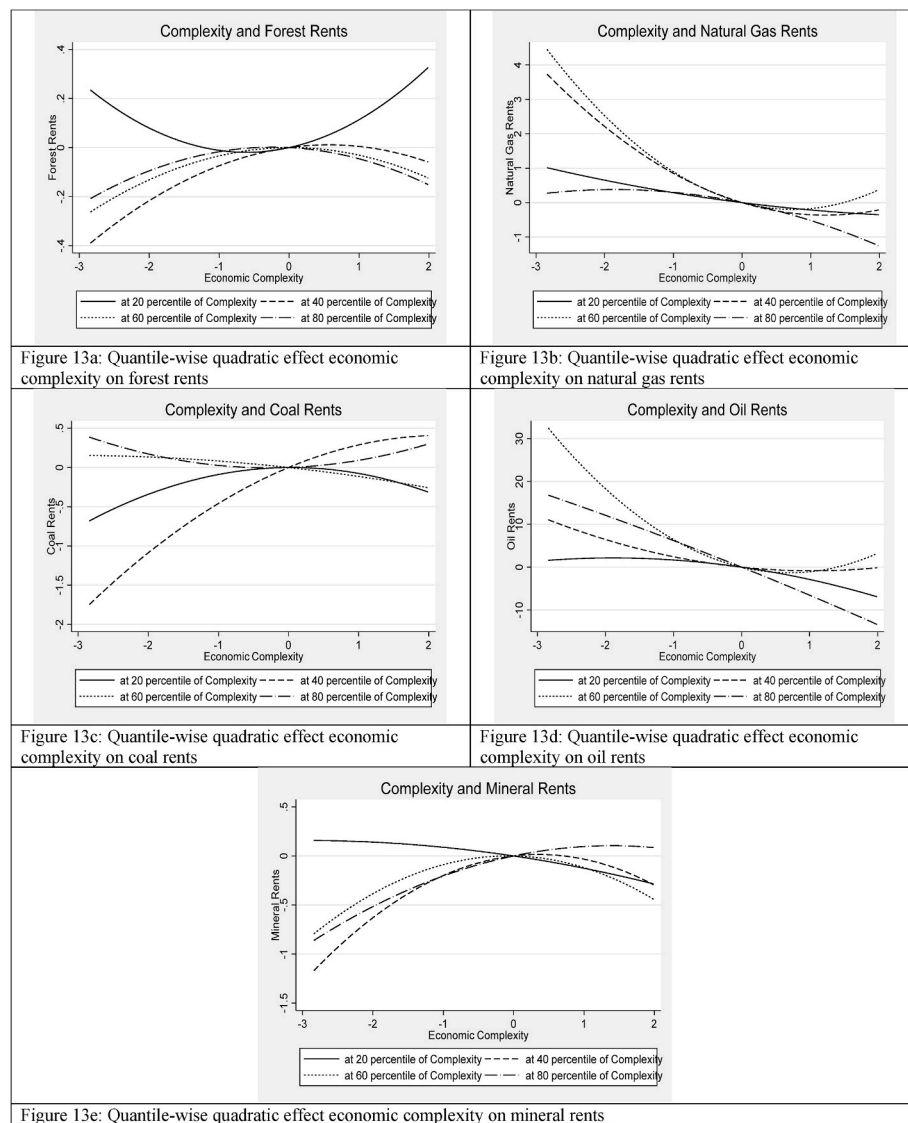 Complexity and Forest Rents
Forest Rents
.4
.2
0
-.2
-.4
-3 -2 -1 0 1 2
Economic Complexity
at 20 percentile of Complexity at 40 percentile of Complexity
at 60 percentile of Complexity at 80 percentile of Complexity
Figure 13a: Quantile-wise quadratic effect economic
complexity on forest rents
Complexity and Natural Gas Rents
Natural Gas Rents
4
3
2
1
0
-1
-3 -2 -1 0 1 2
Economic Complexity
at 20 percentile of Complexity at 40 percentile of Complexity
at 60 percentile of Complexity at 80 percentile of Complexity
Figure 13b: Quantile-wise quadratic effect economic
complexity on natural gas rents
Complexity and Coal Rents
Coal Rents
.5
0
-.5
-1
-1.5
-2
-3 -2 -1 0 1 2
Economic Complexity
at 20 percentile of Complexity at 40 percentile of Complexity
at 60 percentile of Complexity at 80 percentile of Complexity
Figure 13c: Quantile-wise quadratic effect economic
complexity on coal rents
Complexity and Oil Rents
Oil Rents
30
20
10
0
-10
-3 -2 -1 0 1 2
Economic Complexity
at 20 percentile of Complexity at 40 percentile of Complexity
at 60 percentile of Complexity at 80 percentile of Complexity
Figure 13d: Quantile-wise quadratic effect economic
complexity on oil rents
Complexity and Mineral Rents
Mineral Rents
.5
0
-.5
-1
-1.5
-3 -2 -1 0 1 2
Economic Complexity
at 20 percentile of Complexity at 40 percentile of Complexity
at 60 percentile of Complexity at 80 percentile of Complexity
Figure 13e: Quantile-wise quadratic effect economic complexity on mineral rents